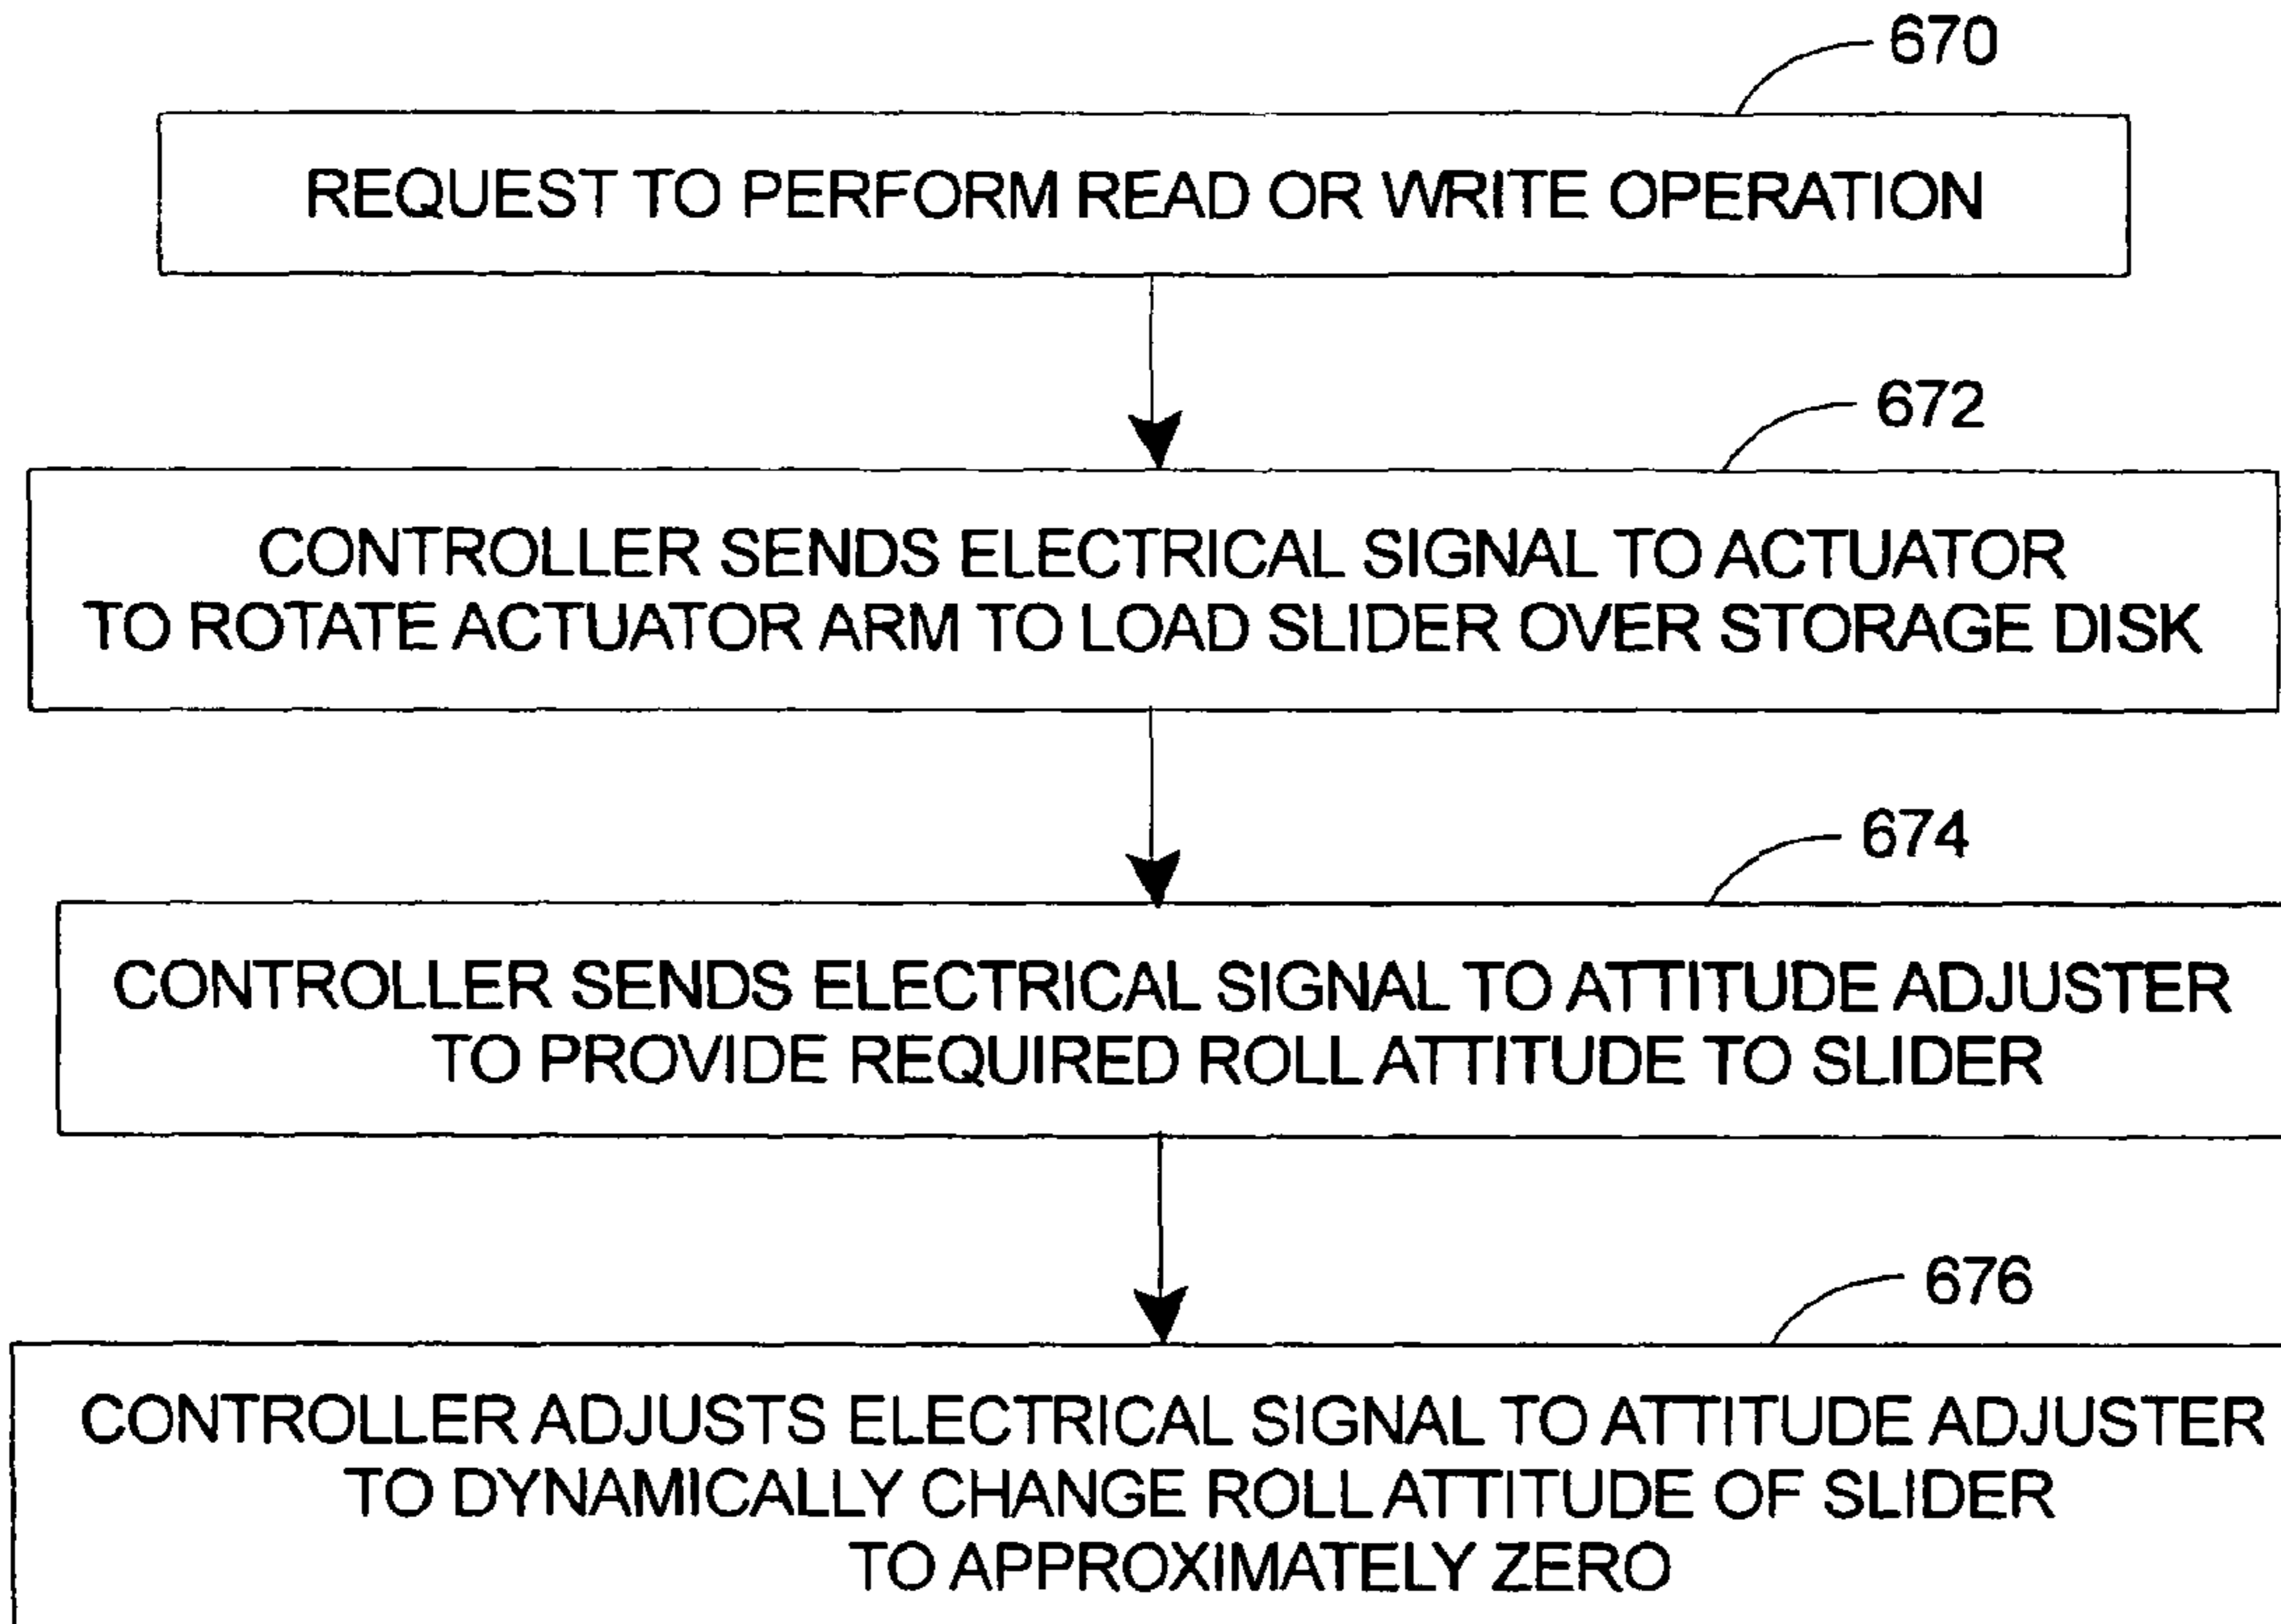 670
REQUEST TO PERFORM READ OR WRITE OPERATION
672
CONTROLLER SENDS ELECTRICAL SIGNAL TO ACTUATOR
TO ROTATE ACTUATOR ARM TO LOAD SLIDER OVER STORAGE DISK
674
CONTROLLER SENDS ELECTRICAL SIGNAL TO ATTITUDE ADJUSTER
TO PROVIDE REQUIRED ROLL ATTITUDE TO SLIDER
676
CONTROLLER ADJUSTS ELECTRICAL SIGNAL TO ATTITUDE ADJUSTER
TO DYNAMICALLY CHANGE ROLL ATTITUDE OF SLIDER
TO APPROXIMATELY ZERO